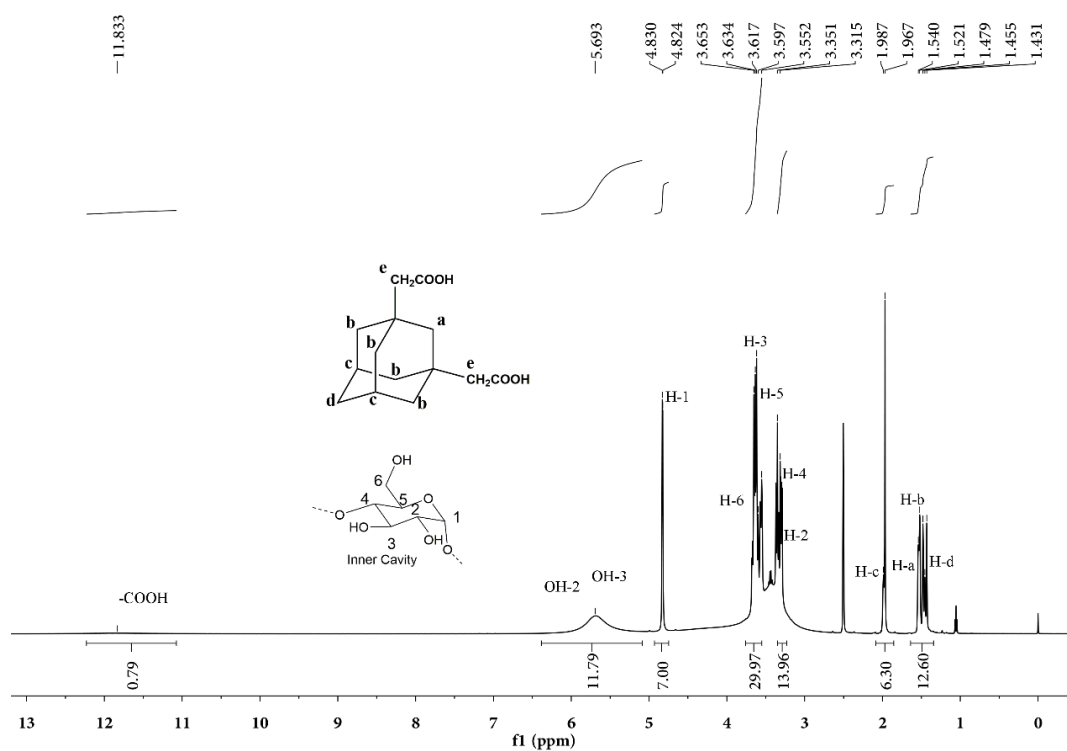 11.833
5.693
4.830
4.824
3.653
3.634
3.617
3.597
3.552
3.351
3.315
1.987
1.967
1.540
1.521
1.479
1.455
1.431
e
CH₂COOH
b
a
b
c
b
e
CH₂COOH
d
c
b
OH
6
4
5
O
O
2
1
HO
3
OH
O
Inner Cavity
-COOH
OH-2
OH-3
H-1
H-3
H-5
H-6
H-4
H-2
H-c
H-a
H-b
H-d
0.79
11.79
7.00
29.97
13.96
6.30
12.60
13 12 11 10 9 8 7 6 5 4 3 2 1 0
f1 (ppm)